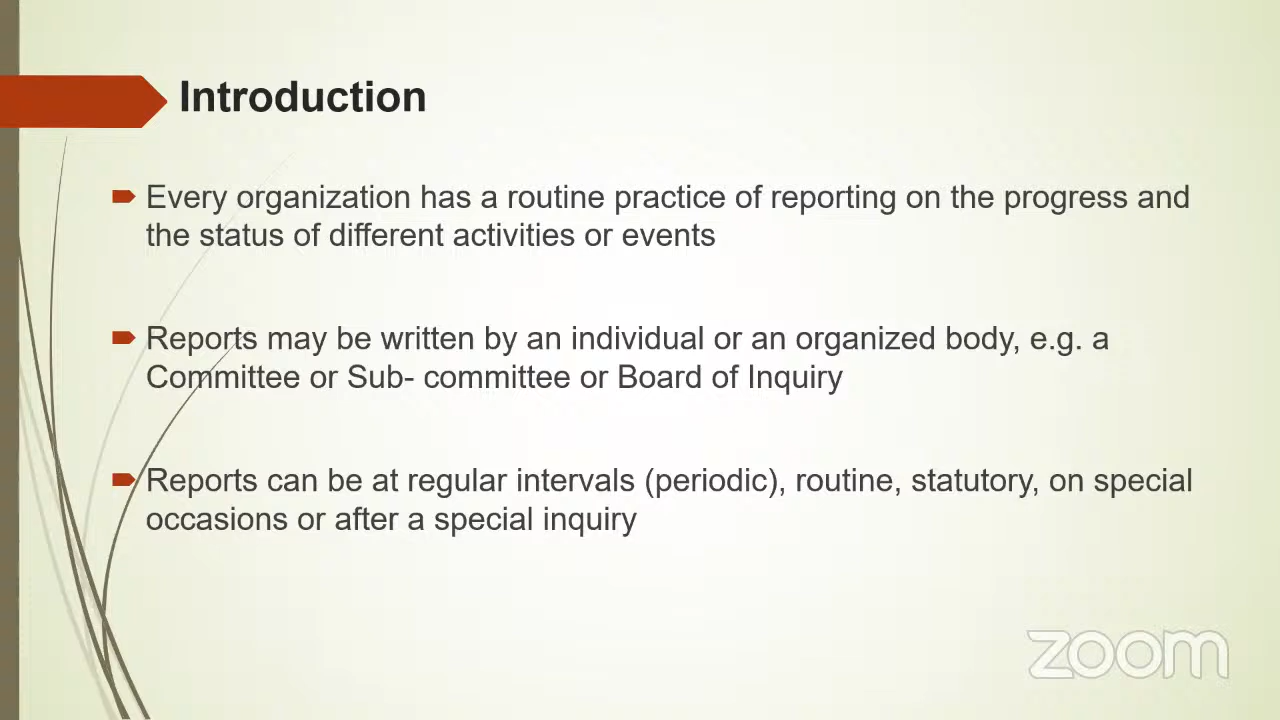 Introduction
Every organization has a routine practice of reporting on the progress and
the status of different activities or events
Reports may be written by an individual or an organized body, e.g. a
Committee or Sub- committee or Board of Inquiry
Reports can be at regular intervals (periodic), routine, statutory, on special
occasions or after a special inquiry
zoom